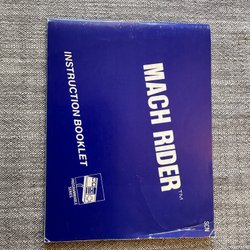 MACH RIDER™
INSTRUCTION BOOKLET